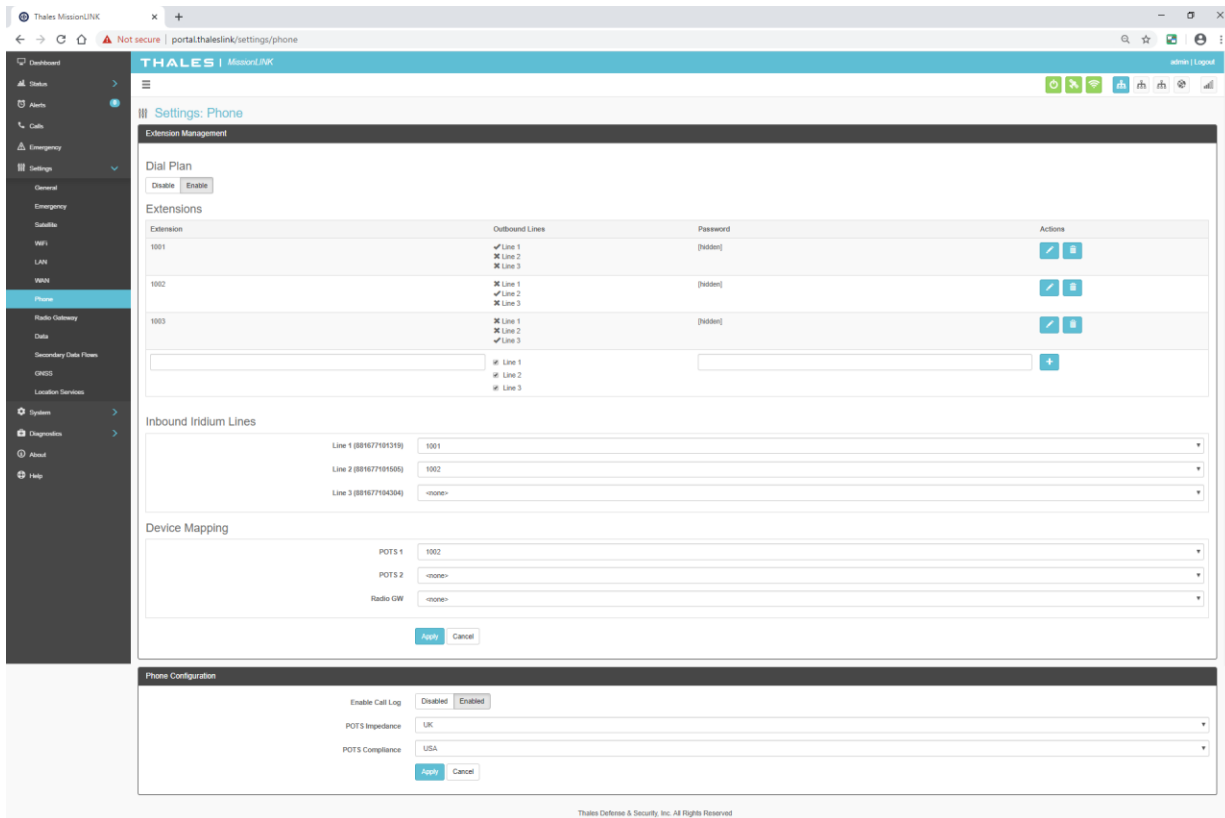 Thales MissionLINK
Not secure | portal.thaleslink/settings/phone
Dashboard
Status
Alerts 0
Calls
Emergency
Settings
General
Emergency
Satellite
WiFi
LAN
WAN
Phone
Radio Gateway
Data
Secondary Data Flows
GNSS
Location Services
System
Diagnostics
About
Help
THALES | MissionLINK
admin | Logout
Settings: Phone
Extension Management
Dial Plan
Disable Enable
Extensions
Extension Outbound Lines Password Actions
1001 Line 1 [hidden]
Line 2
Line 3
1002 Line 1 [hidden]
Line 2
Line 3
1003 Line 1 [hidden]
Line 2
Line 3
Line 1
Line 2
Line 3
Inbound Iridium Lines
Line 1 (881677101319) 1001
Line 2 (881677101505) 1002
Line 3 (881677104304) <none>
Device Mapping
POTS 1 1002
POTS 2 <none>
Radio GW <none>
Apply Cancel
Phone Configuration
Enable Call Log Disabled Enabled
POTS Impedance UK
POTS Compliance USA
Apply Cancel
Thales Defense & Security, Inc. All Rights Reserved